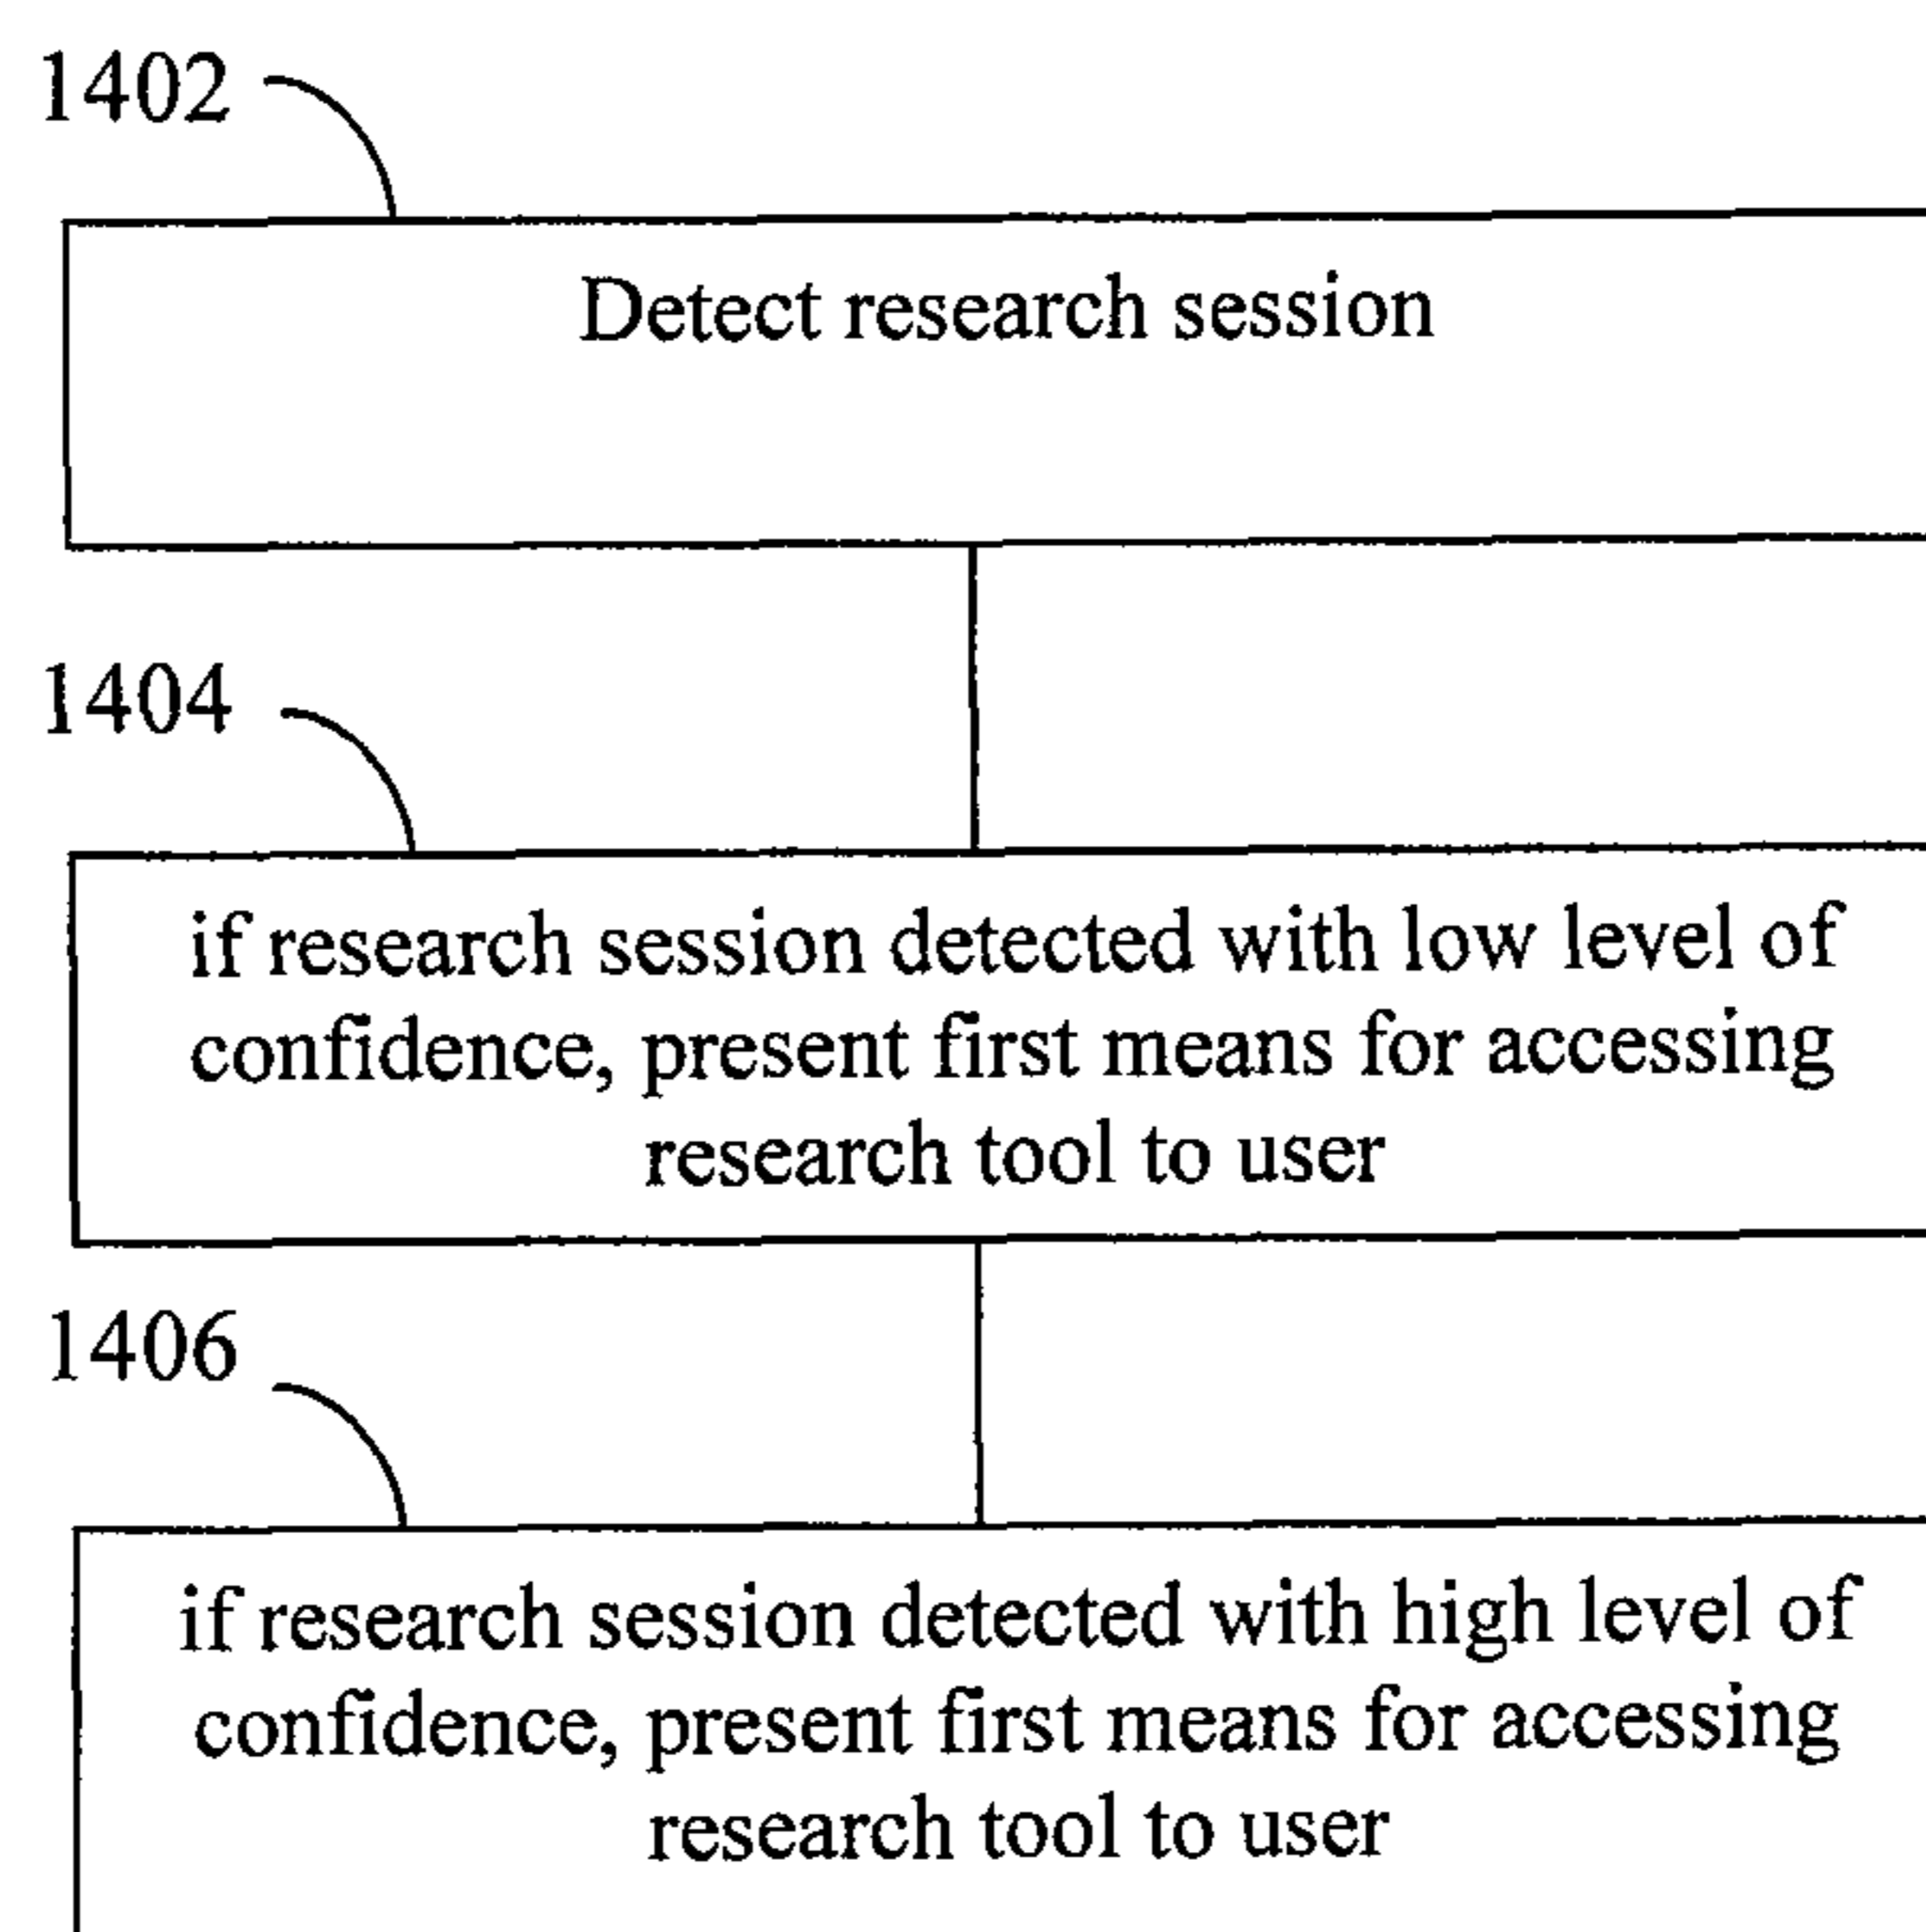 1402
Detect research session
1404
if research session detected with low level of
confidence, present first means for accessing
research tool to user
1406
if research session detected with high level of
confidence, present first means for accessing
research tool to user